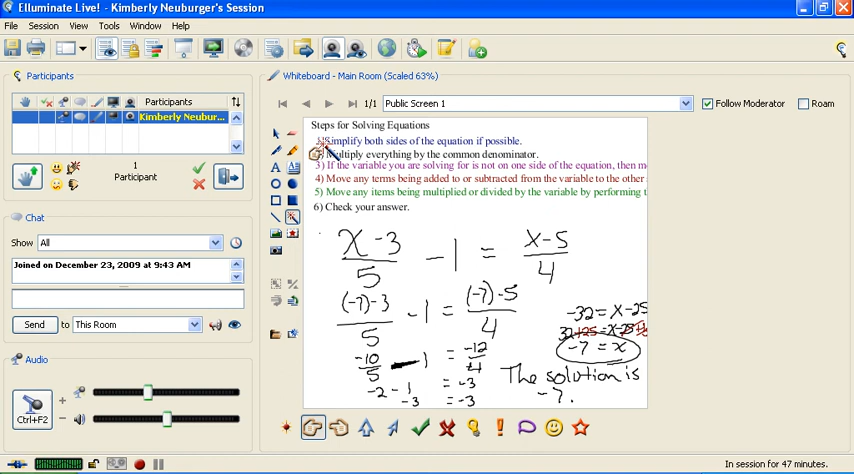 Elluminate Live! - Kimberly Neuburger's Session
File Session View Tools Window Help
Participants
Participants
Kimberly Neubur...
1
Participant
Chat
Show All
Joined on December 23, 2009 at 9:43 AM
Send to This Room
Audio
Ctrl+F2
Whiteboard - Main Room (Scaled 63%)
1/1 Public Screen 1 Follow Moderator Roam
Steps for Solving Equations
Simplify both sides of the equation if possible.
Multiply everything by the common denominator.
3) If the variable you are solving for is not on one side of the equation, then m
4) Move any terms being added to or subtracted from the variable to the other
5) Move any items being multiplied or divided by the variable by performing t
6) Check your answer.
x-3/5 - 1 = x-5/4
(-7)-3/5 - 1 = (-7)-5/4
-10/5 - 1 = -12/4
-2 - 1 = -3
-3 = -3
-32 = x-25
-7 = x
The solution is
-7.
In session for 47 minutes.